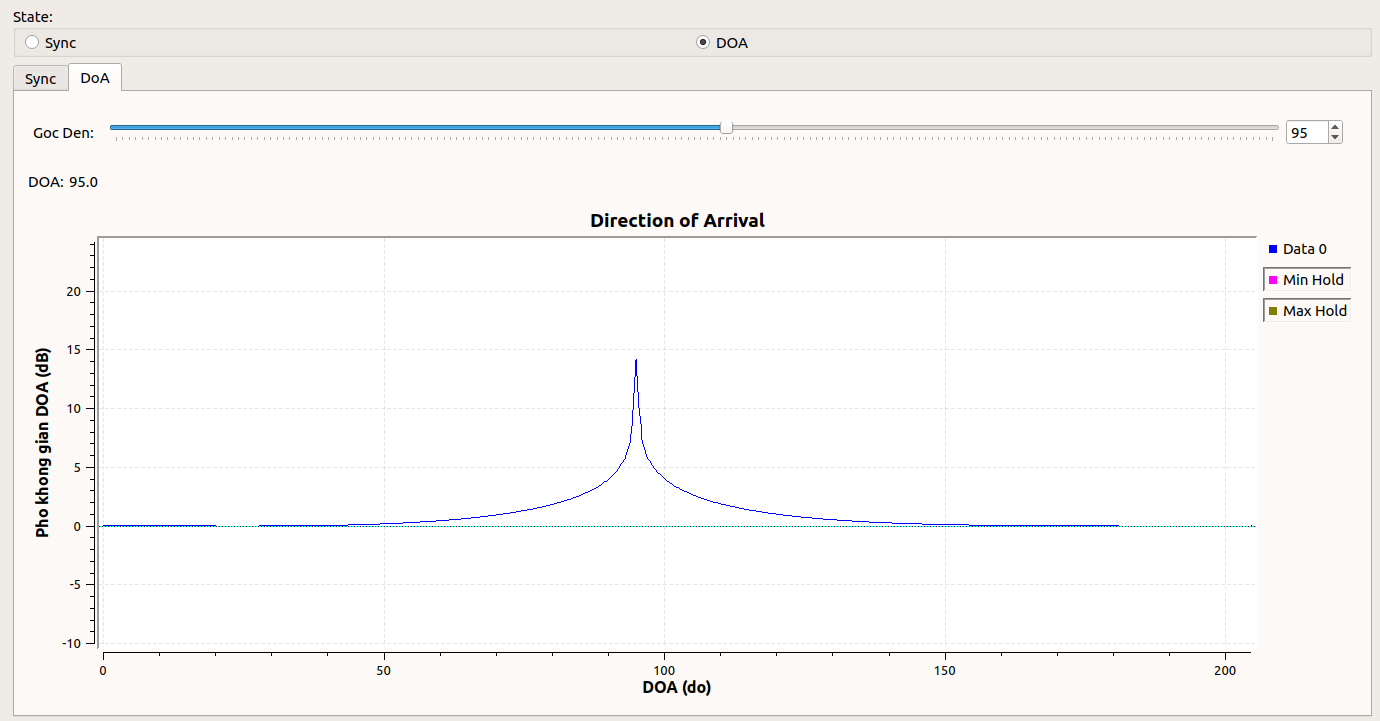 State:
Sync
DOA
Sync
DoA
Goc Den:
95
DOA: 95.0
Direction of Arrival
Data 0
Min Hold
Max Hold
Pho khong gian DOA (dB)
20
15
10
5
0
-5
-10
0
50
100
150
200
DOA (do)